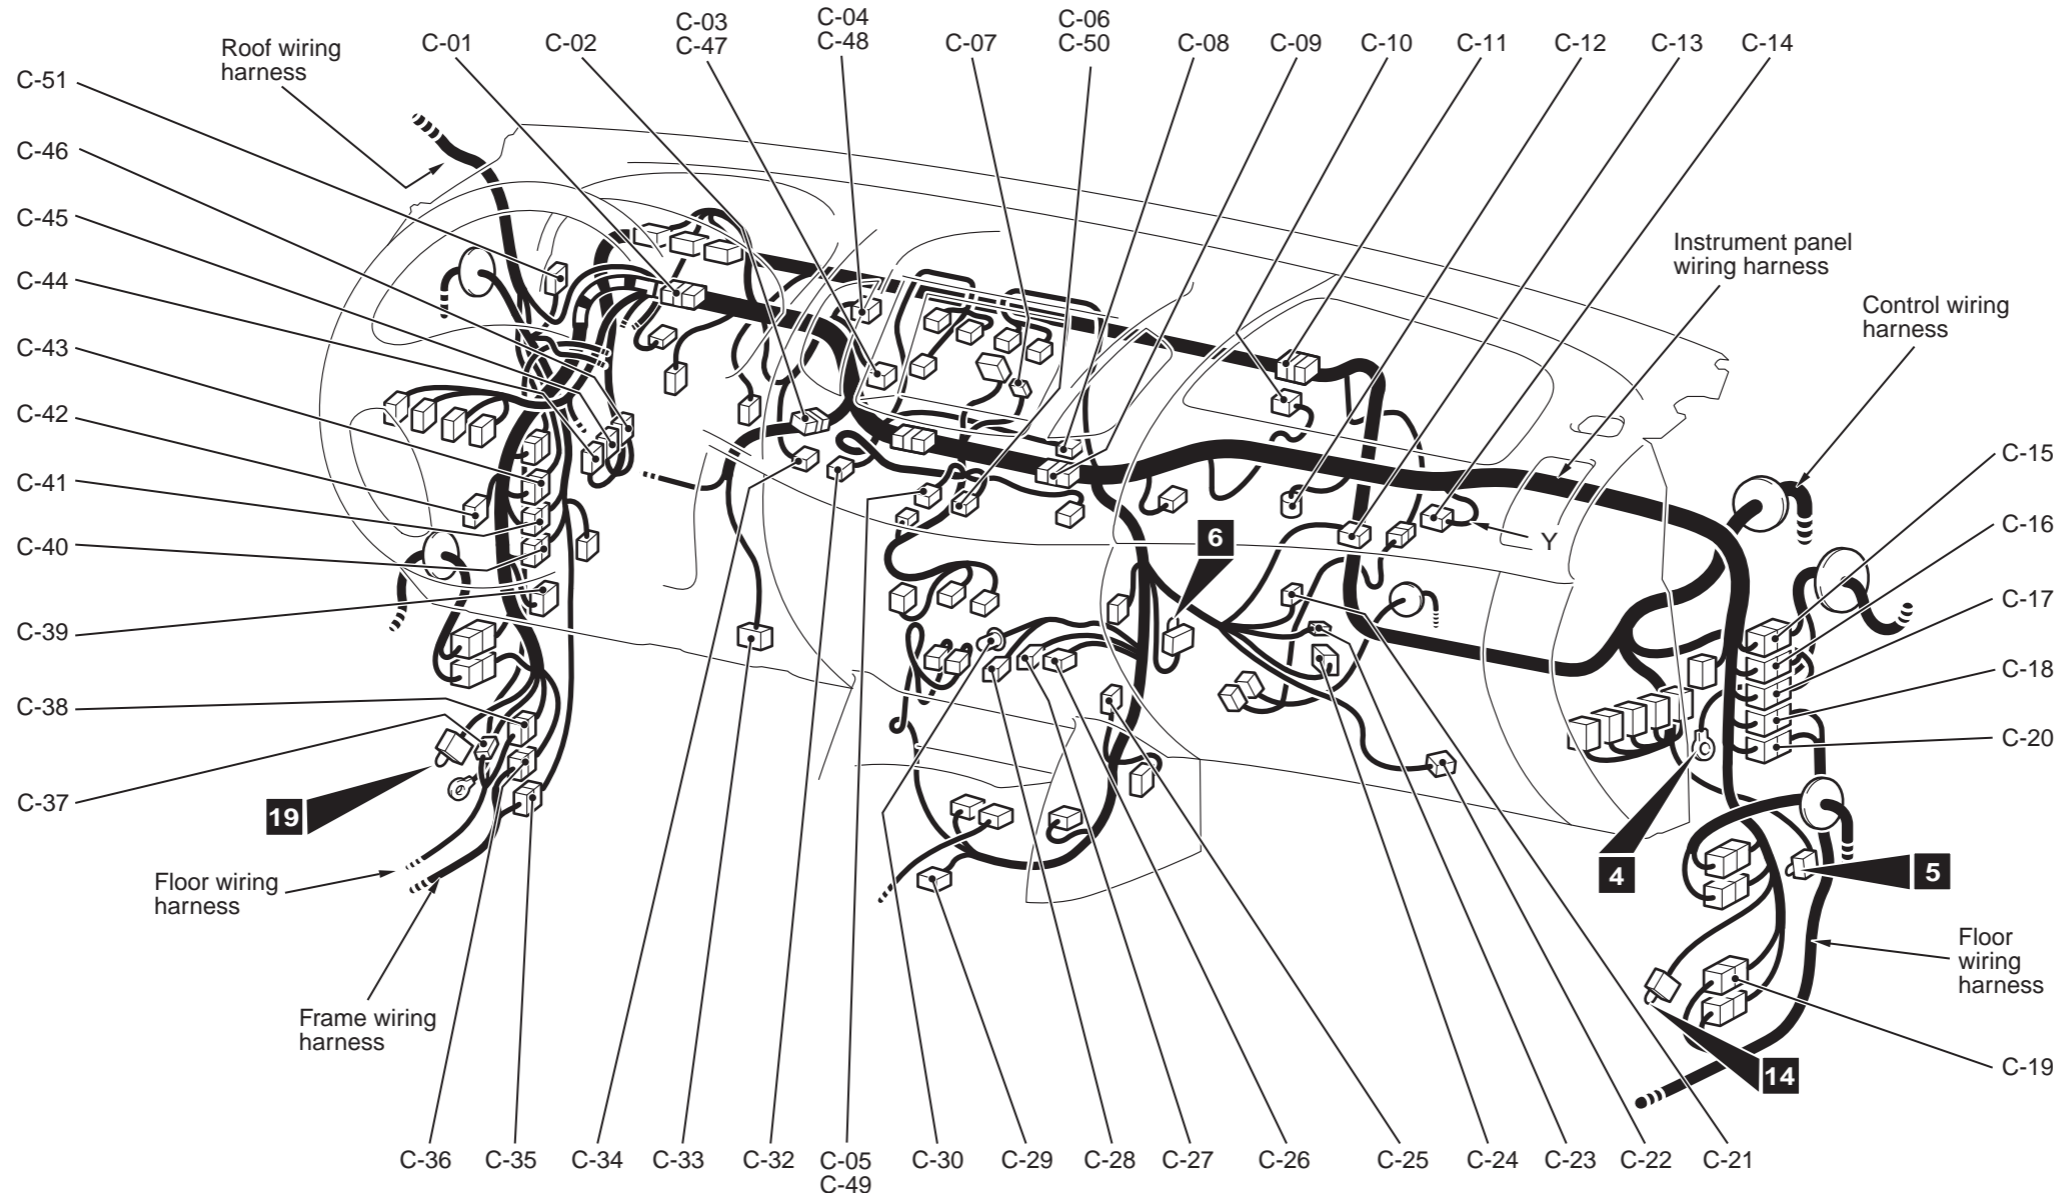 C-03
C-47
C-04
C-48
C-06
C-50
Roof wiring
harness
C-01
C-02
C-07
C-08
C-09
C-10
C-11
C-12
C-13
C-14
C-51
C-46
C-45
C-44
C-43
C-42
C-41
C-40
C-39
C-38
C-37
19
Floor wiring
harness
Frame wiring
harness
Instrument panel
wiring harness
Control wiring
harness
6
Y
C-15
C-16
C-17
C-18
C-20
4
5
Floor
wiring
harness
14
C-19
C-36
C-35
C-34
C-33
C-32
C-05
C-49
C-30
C-29
C-28
C-27
C-26
C-25
C-24
C-23
C-22
C-21